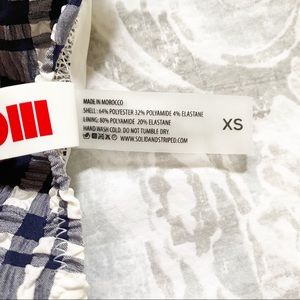 MADE IN MOROCCO
SHELL: 64% POLYESTER 32% POLYAMIDE 4% ELASTANE
LINING: 80% POLYAMIDE 20% ELASTANE
HAND WASH COLD. DO NOT TUMBLE DRY.
WWW.SOLIDANDSTRIPED.COM
XS